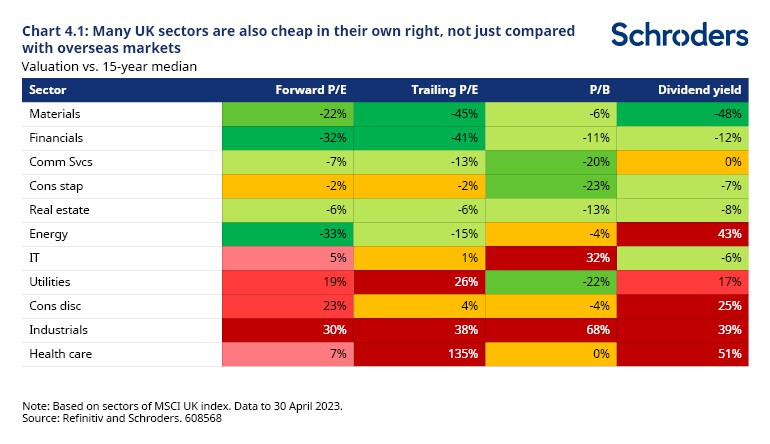 Chart 4.1: Many UK sectors are also cheap in their own right, not just compared
with overseas markets
Schroders
Valuation vs. 15-year median
Sector Forward P/E Trailing P/E P/B Dividend yield
Materials -22% -45% -6% -48%
Financials -32% -41% -11% -12%
Comm Svcs -7% -13% -20% 0%
Cons stap -2% -2% -23% -7%
Real estate -6% -6% -13% -8%
Energy -33% -15% -4% 43%
IT 5% 1% 32% -6%
Utilities 19% 26% -22% 17%
Cons disc 23% 4% -4% 25%
Industrials 30% 38% 68% 39%
Health care 7% 135% 0% 51%
Note: Based on sectors of MSCI UK index. Data to 30 April 2023.
Source: Refinitiv and Schroders. 608568